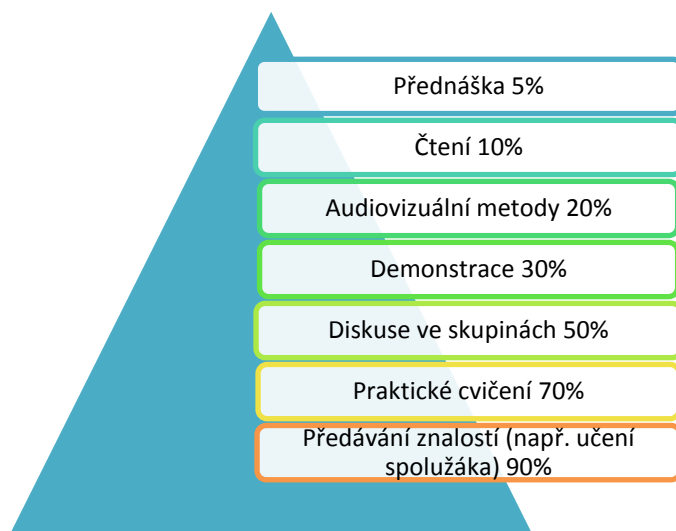 Přednáška 5%
Čtení 10%
Audiovizuální metody 20%
Demonstrace 30%
Diskuse ve skupinách 50%
Praktické cvičení 70%
Předávání znalostí (např. učení
spolužáka) 90%